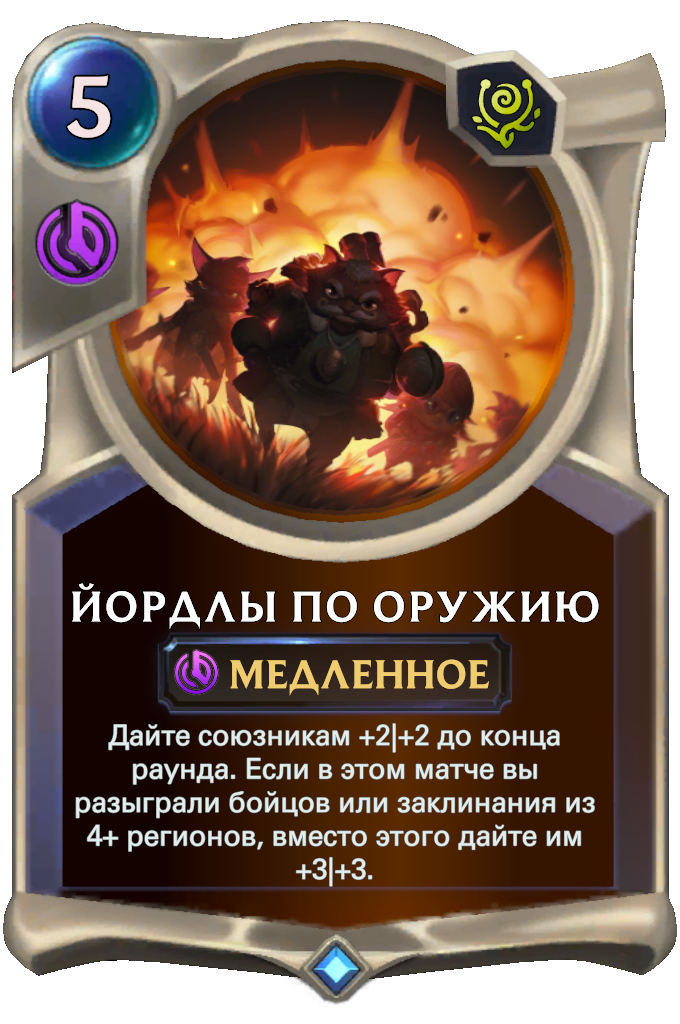 5
ЙОРДЛЫ ПО ОРУЖИЮ
МЕДЛЕННОЕ
Дайте союзникам +2|+2 до конца
раунда. Если в этом матче вы
разыграли бойцов или заклинания из
4+ регионов, вместо этого дайте им
+3|+3.